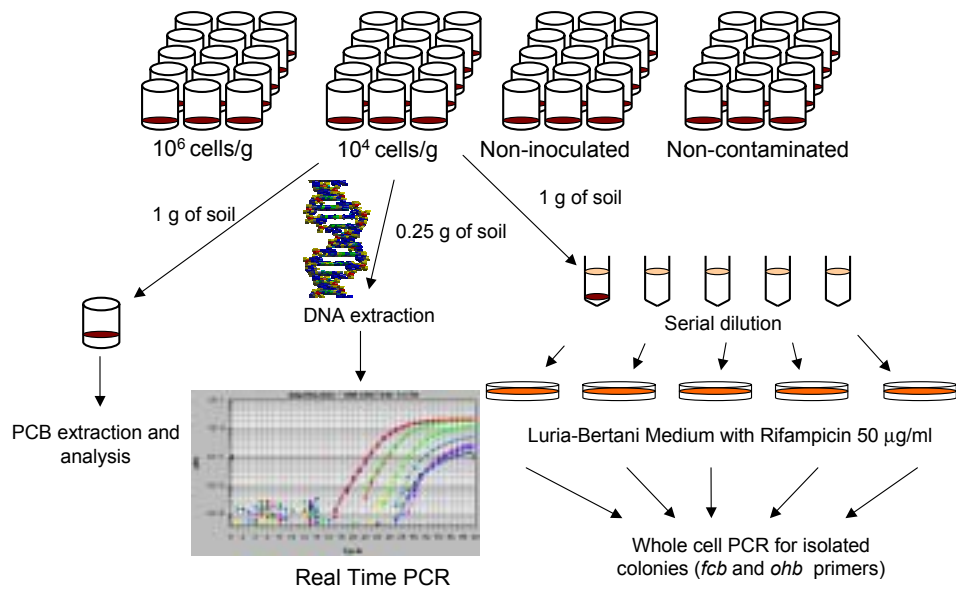 10⁶ cells/g
10⁴ cells/g
Non-inoculated
Non-contaminated
1 g of soil
0.25 g of soil
1 g of soil
DNA extraction
Serial dilution
PCB extraction and
analysis
Luria-Bertani Medium with Rifampicin 50 μg/ml
Real Time PCR
Whole cell PCR for isolated
colonies (fcb and ohb primers)